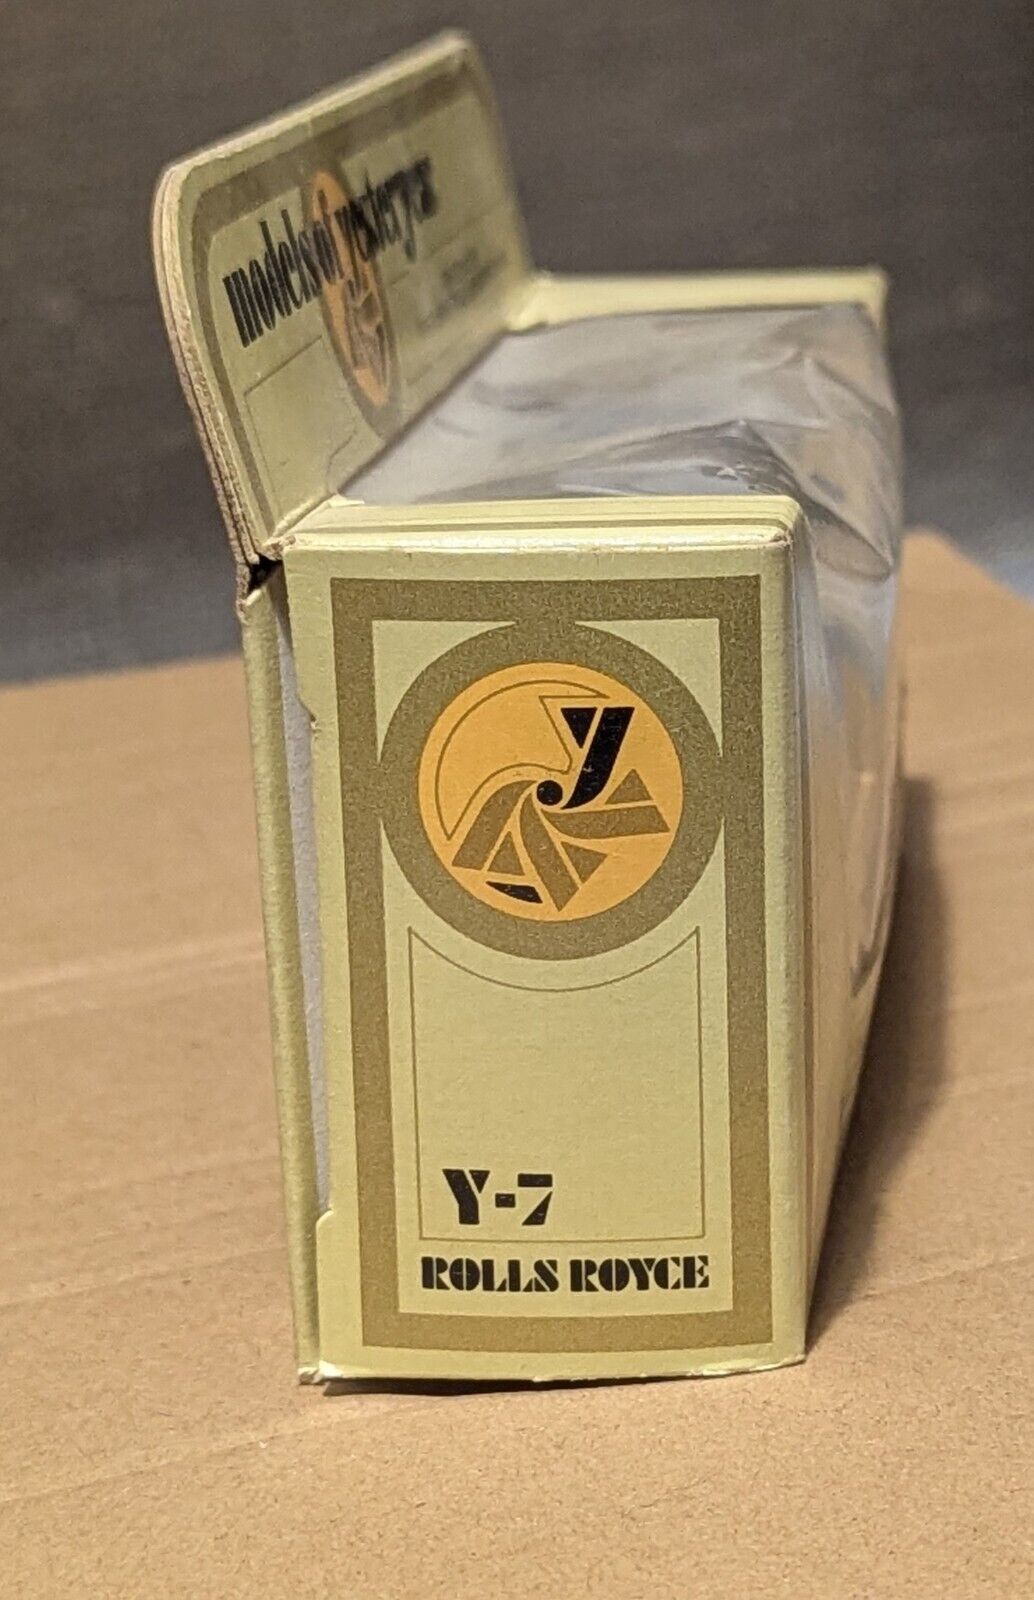 models of yesteryear
y
Y-7
ROLLS ROYCE